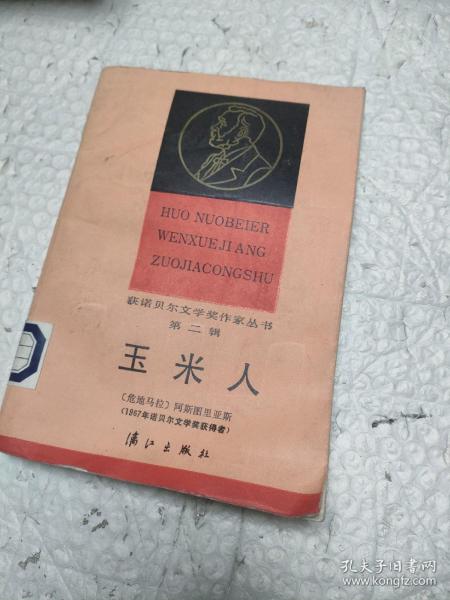 HUO NUOBEIER
WENXUEJIANG
ZUOJIACONGSHU
获诺贝尔文学奖作家丛书
第二辑
玉米人
〔危地马拉〕阿斯图里亚斯
(1967年诺贝尔文学奖获得者)
漓江出版社
孔夫子旧书网
www.kongfz.com